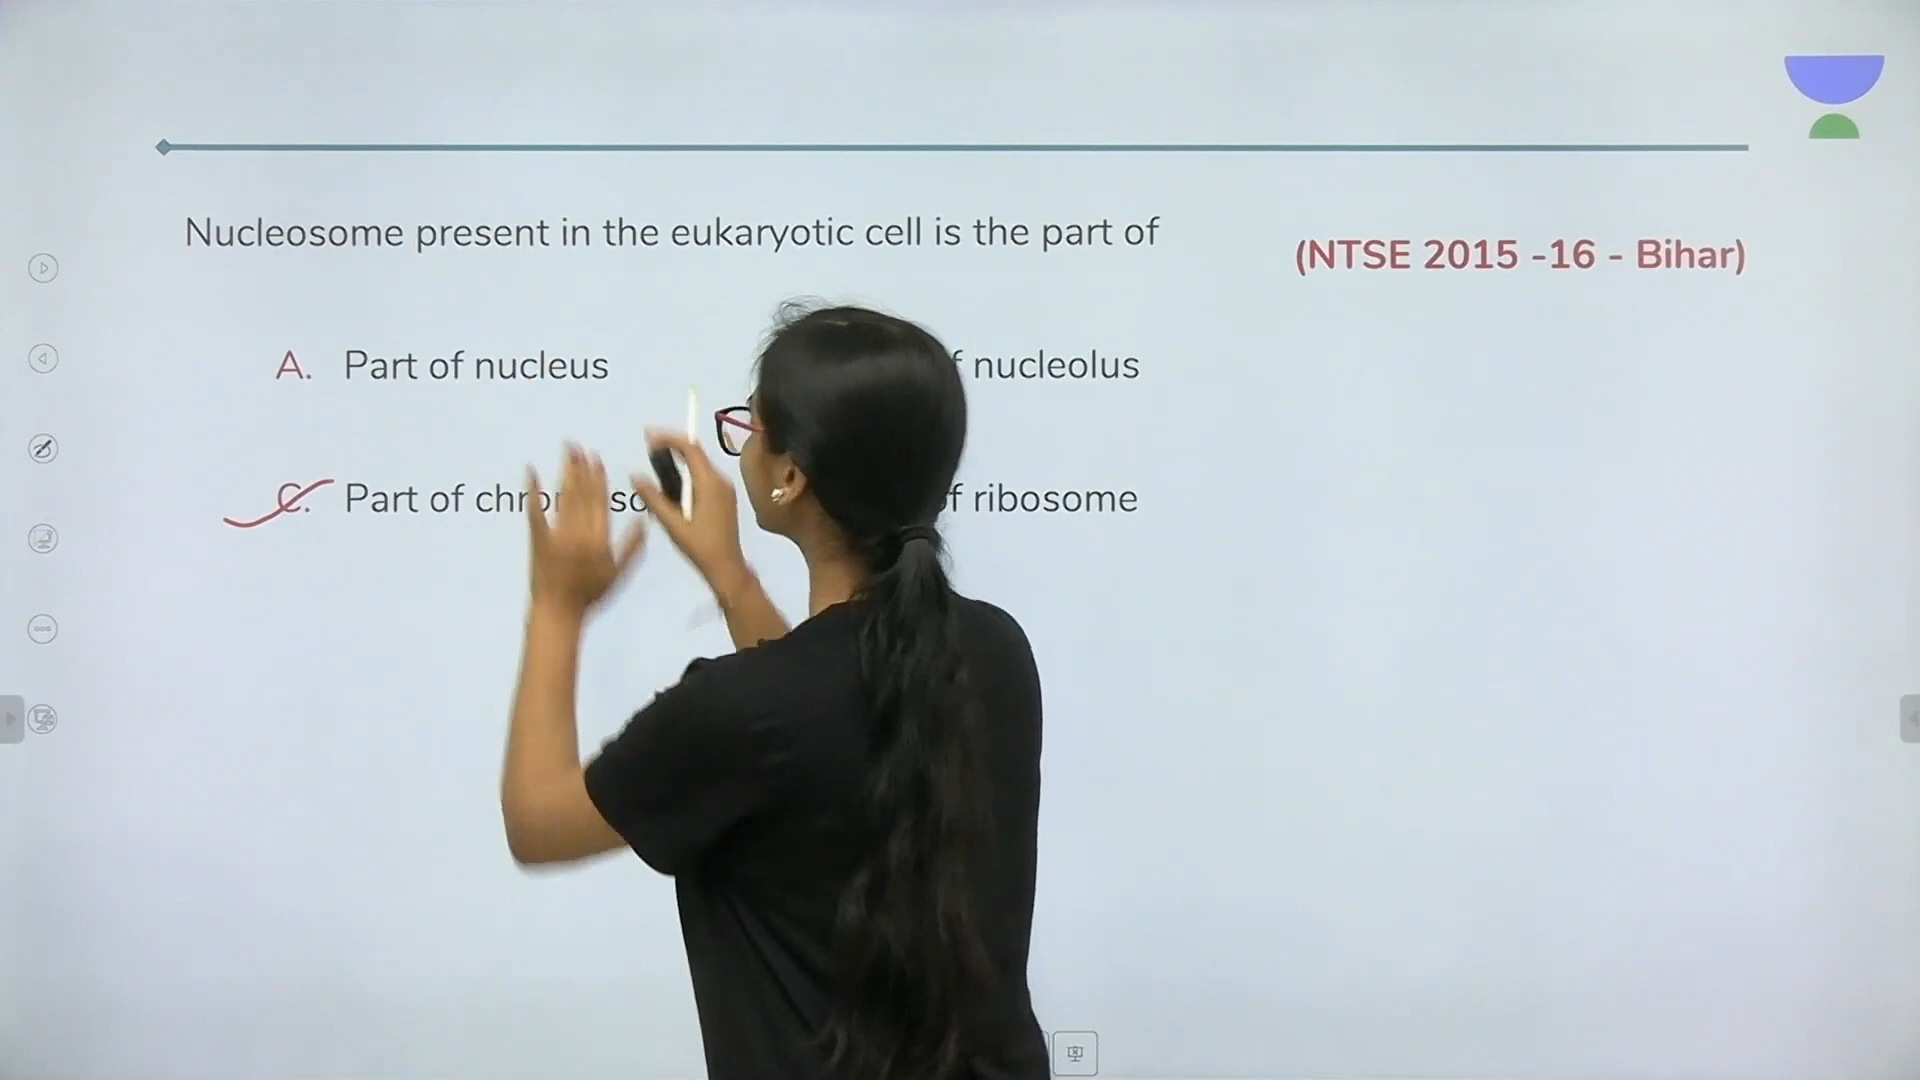 Nucleosome present in the eukaryotic cell is the part of
(NTSE 2015 -16 - Bihar)
A. Part of nucleus
nucleolus
C. Part of
ribosome